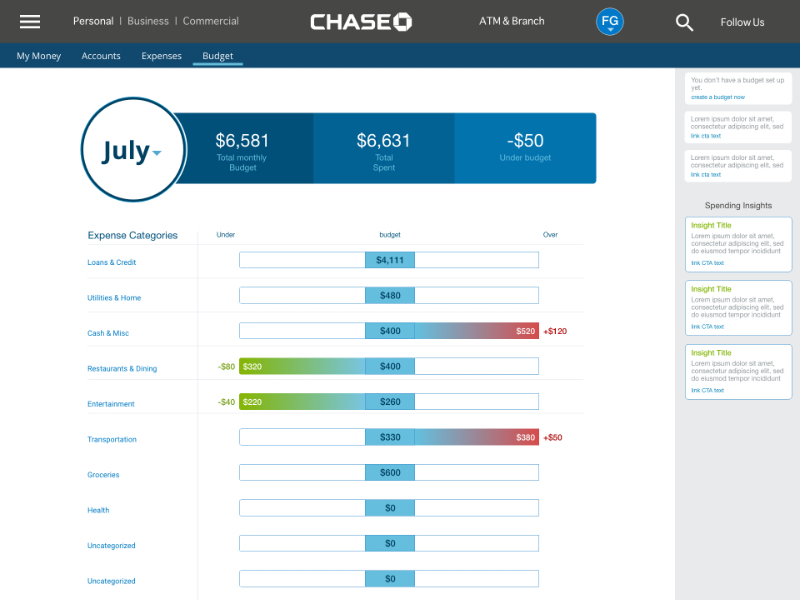 Personal | Business | Commercial
CHASE
ATM & Branch
FG
Follow Us
My Money
Accounts
Expenses
Budget
July
$6,581
Total monthly
Budget
$6,631
Total
Spent
-$50
Under budget
Expense Categories
Under
budget
Over
Loans & Credit
$4,111
Utilities & Home
$480
Cash & Misc
$400
$520
+$120
Restaurants & Dining
-$80
$320
$400
Entertainment
-$40
$220
$260
Transportation
$330
$380
+$50
Groceries
$600
Health
$0
Uncategorized
$0
Uncategorized
$0
You don't have a budget set up
yet.
create a budget now
Lorem ipsum dolor sit amet,
consectetur adipiscing elit, sed
link cta text
Lorem ipsum dolor sit amet,
consectetur adipiscing elit, sed
link cta text
Spending Insights
Insight Title
Lorem ipsum dolor sit amet,
consectetur adipiscing elit, sed
do eiusmod tempor incididunt
link CTA text
Insight Title
Lorem ipsum dolor sit amet,
consectetur adipiscing elit, sed
do eiusmod tempor incididunt
link CTA text
Insight Title
Lorem ipsum dolor sit amet,
consectetur adipiscing elit, sed
do eiusmod tempor incididunt
link CTA text